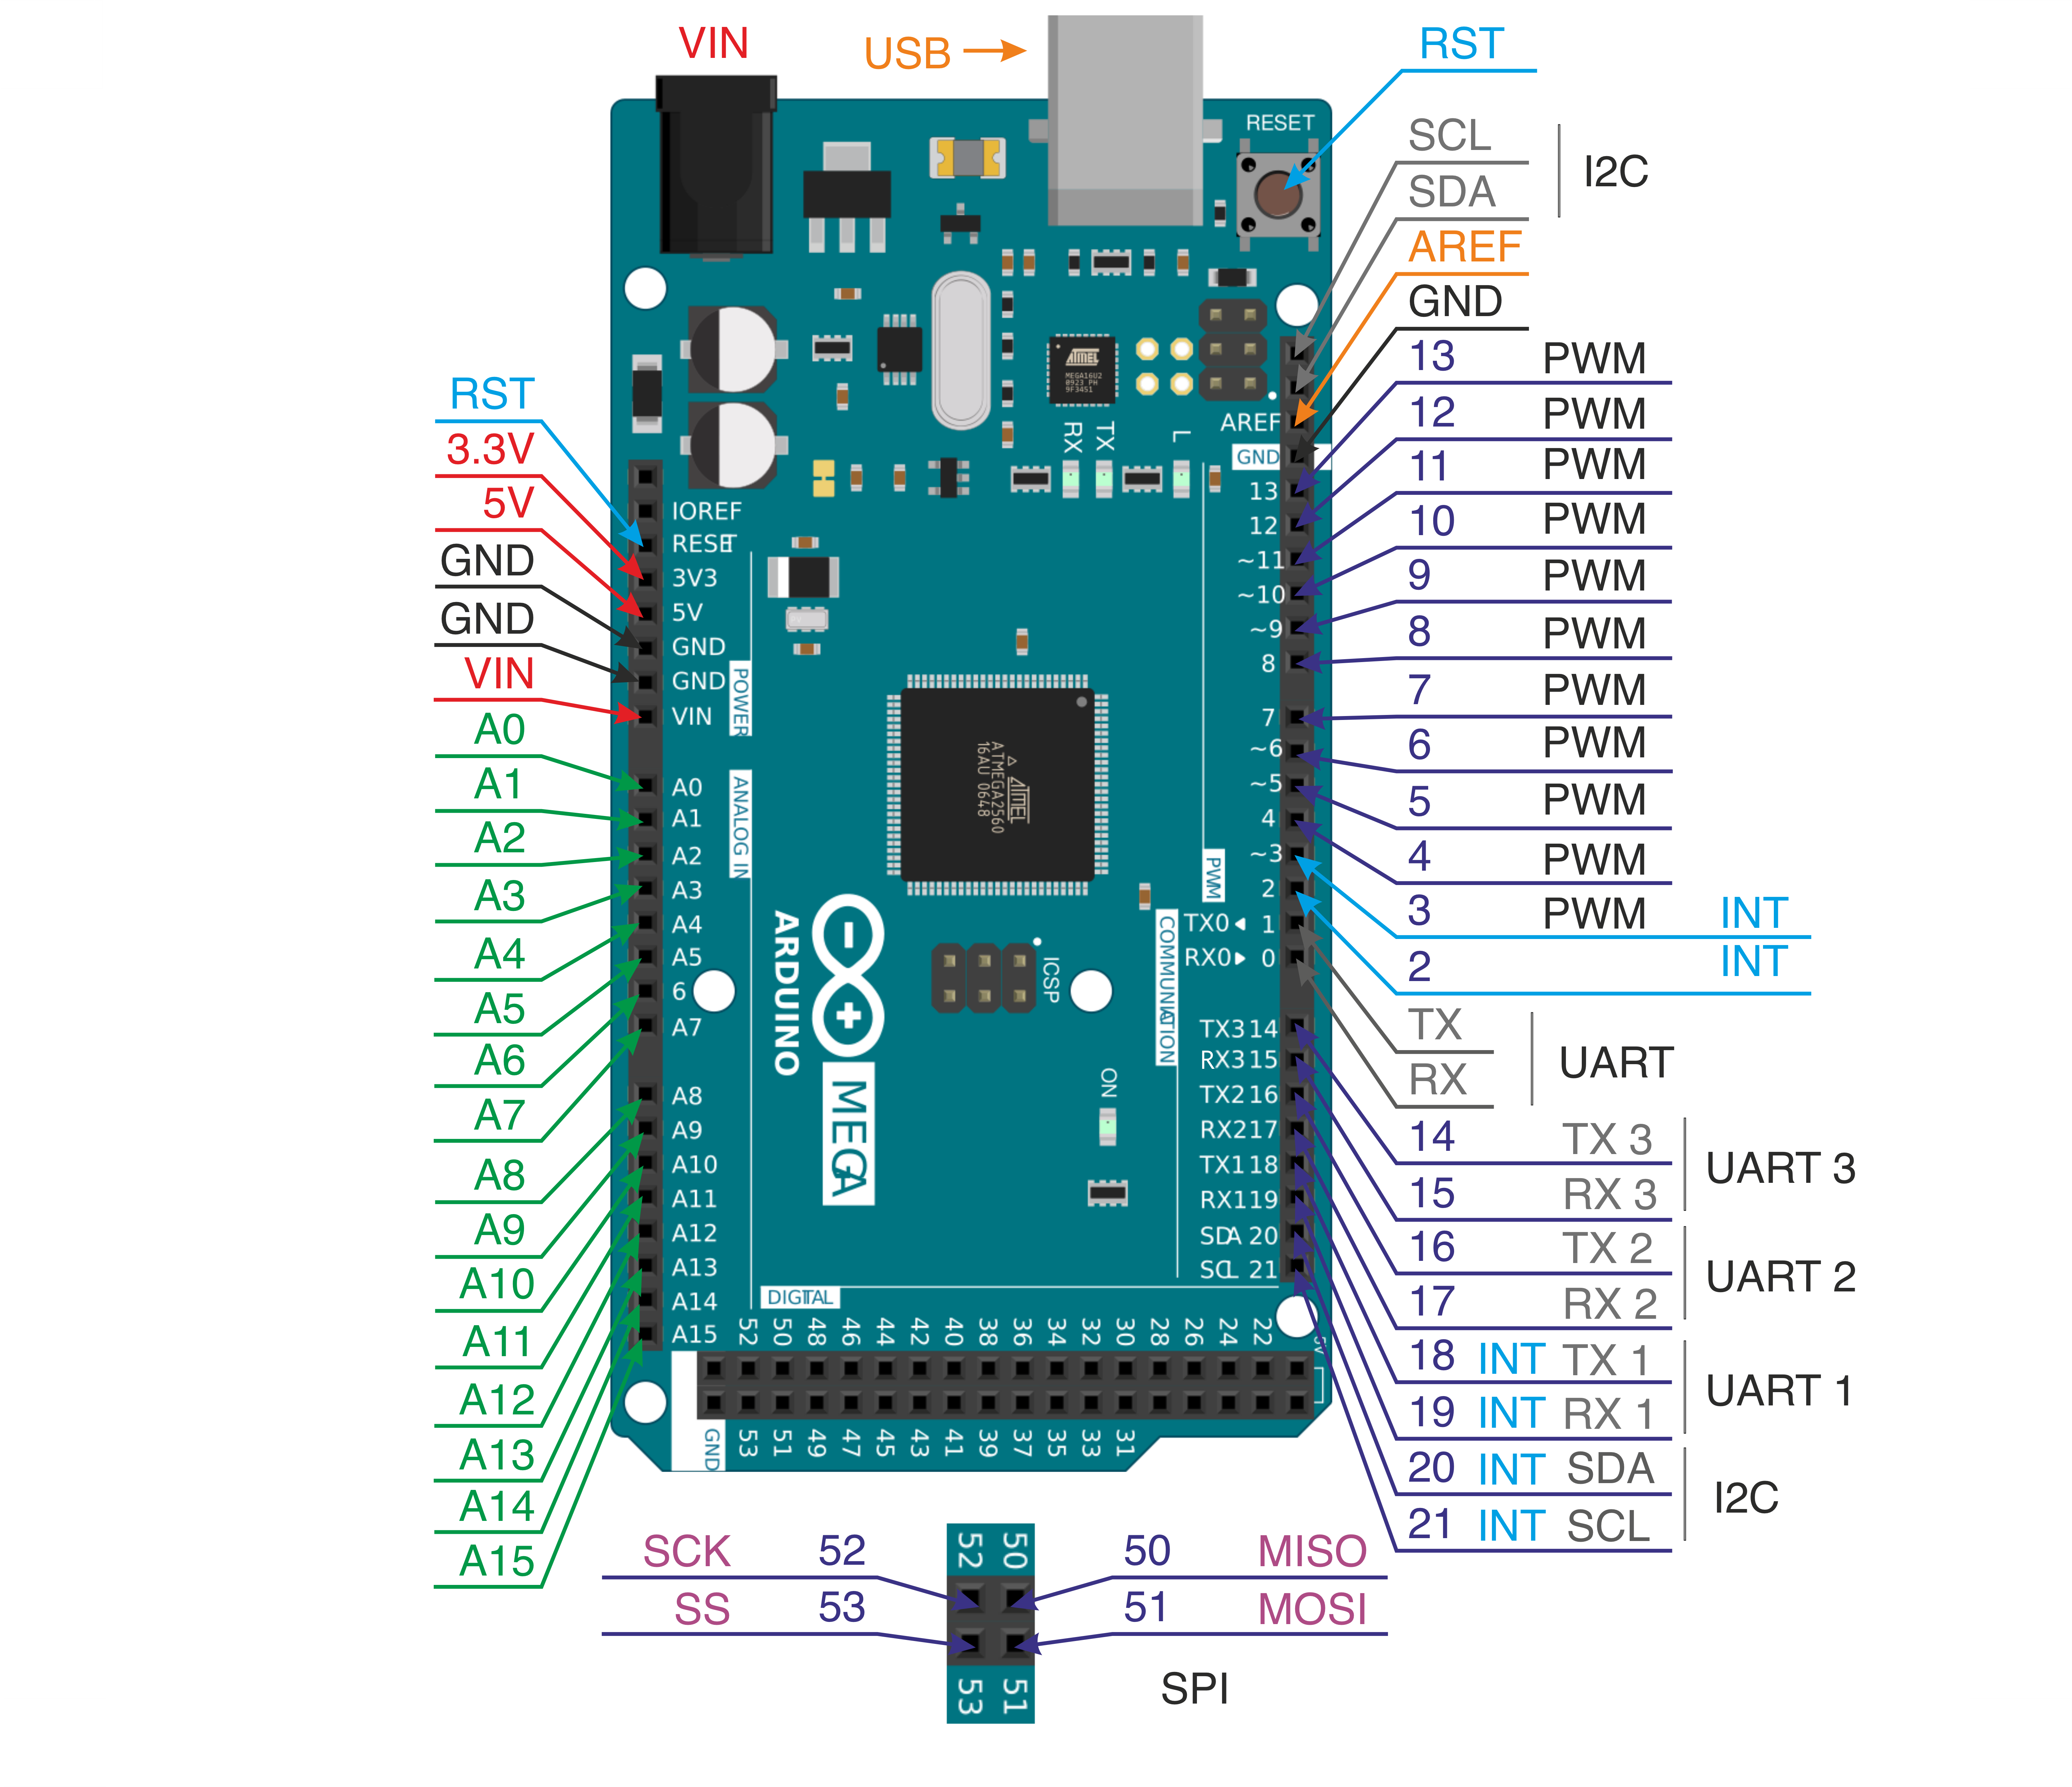 VIN
USB
RST
RESET
SCL
SDA
I2C
AREF
GND
13 PWM
12 PWM
11 PWM
10 PWM
9 PWM
8 PWM
7 PWM
6 PWM
5 PWM
4 PWM
3 PWM INT
2 INT
TX
RX
UART
14 TX 3
15 RX 3
UART 3
16 TX 2
17 RX 2
UART 2
18 INT TX 1
19 INT RX 1
UART 1
20 INT SDA
21 INT SCL
I2C
RST
3.3V
5V
GND
GND
VIN
A0
A1
A2
A3
A4
A5
A6
A7
A8
A9
A10
A11
A12
A13
A14
A15
IOREF
RESET
3V3
5V
GND
GND
VIN
POWER
A0
A1
A2
A3
A4
A5
6
A7
ANALOG IN
A8
A9
A10
A11
A12
A13
A14
A15
ATMEL
MEGA16U2
0923 PH
9F3451
RX
TX
L
AREF
GND
13
12
~11
~10
~9
8
7
~6
~5
4
~3
2
TX0 1
RX0 0
PWM
COMMUNICATION
TX3 14
RX3 15
TX2 16
RX2 17
TX1 18
RX1 19
SDA 20
SCL 21
ATMEL
ATMEGA2560
16AU 0648
ICSP
ON
ARDUINO
MEGA
DIGITAL
52 50 48 46 44 42 40 38 36 34 32 30 28 26 24 22
GND 53 51 49 47 45 43 41 39 37 35 33 31
SCK 52
SS 53
52 50
53 51
50 MISO
51 MOSI
SPI